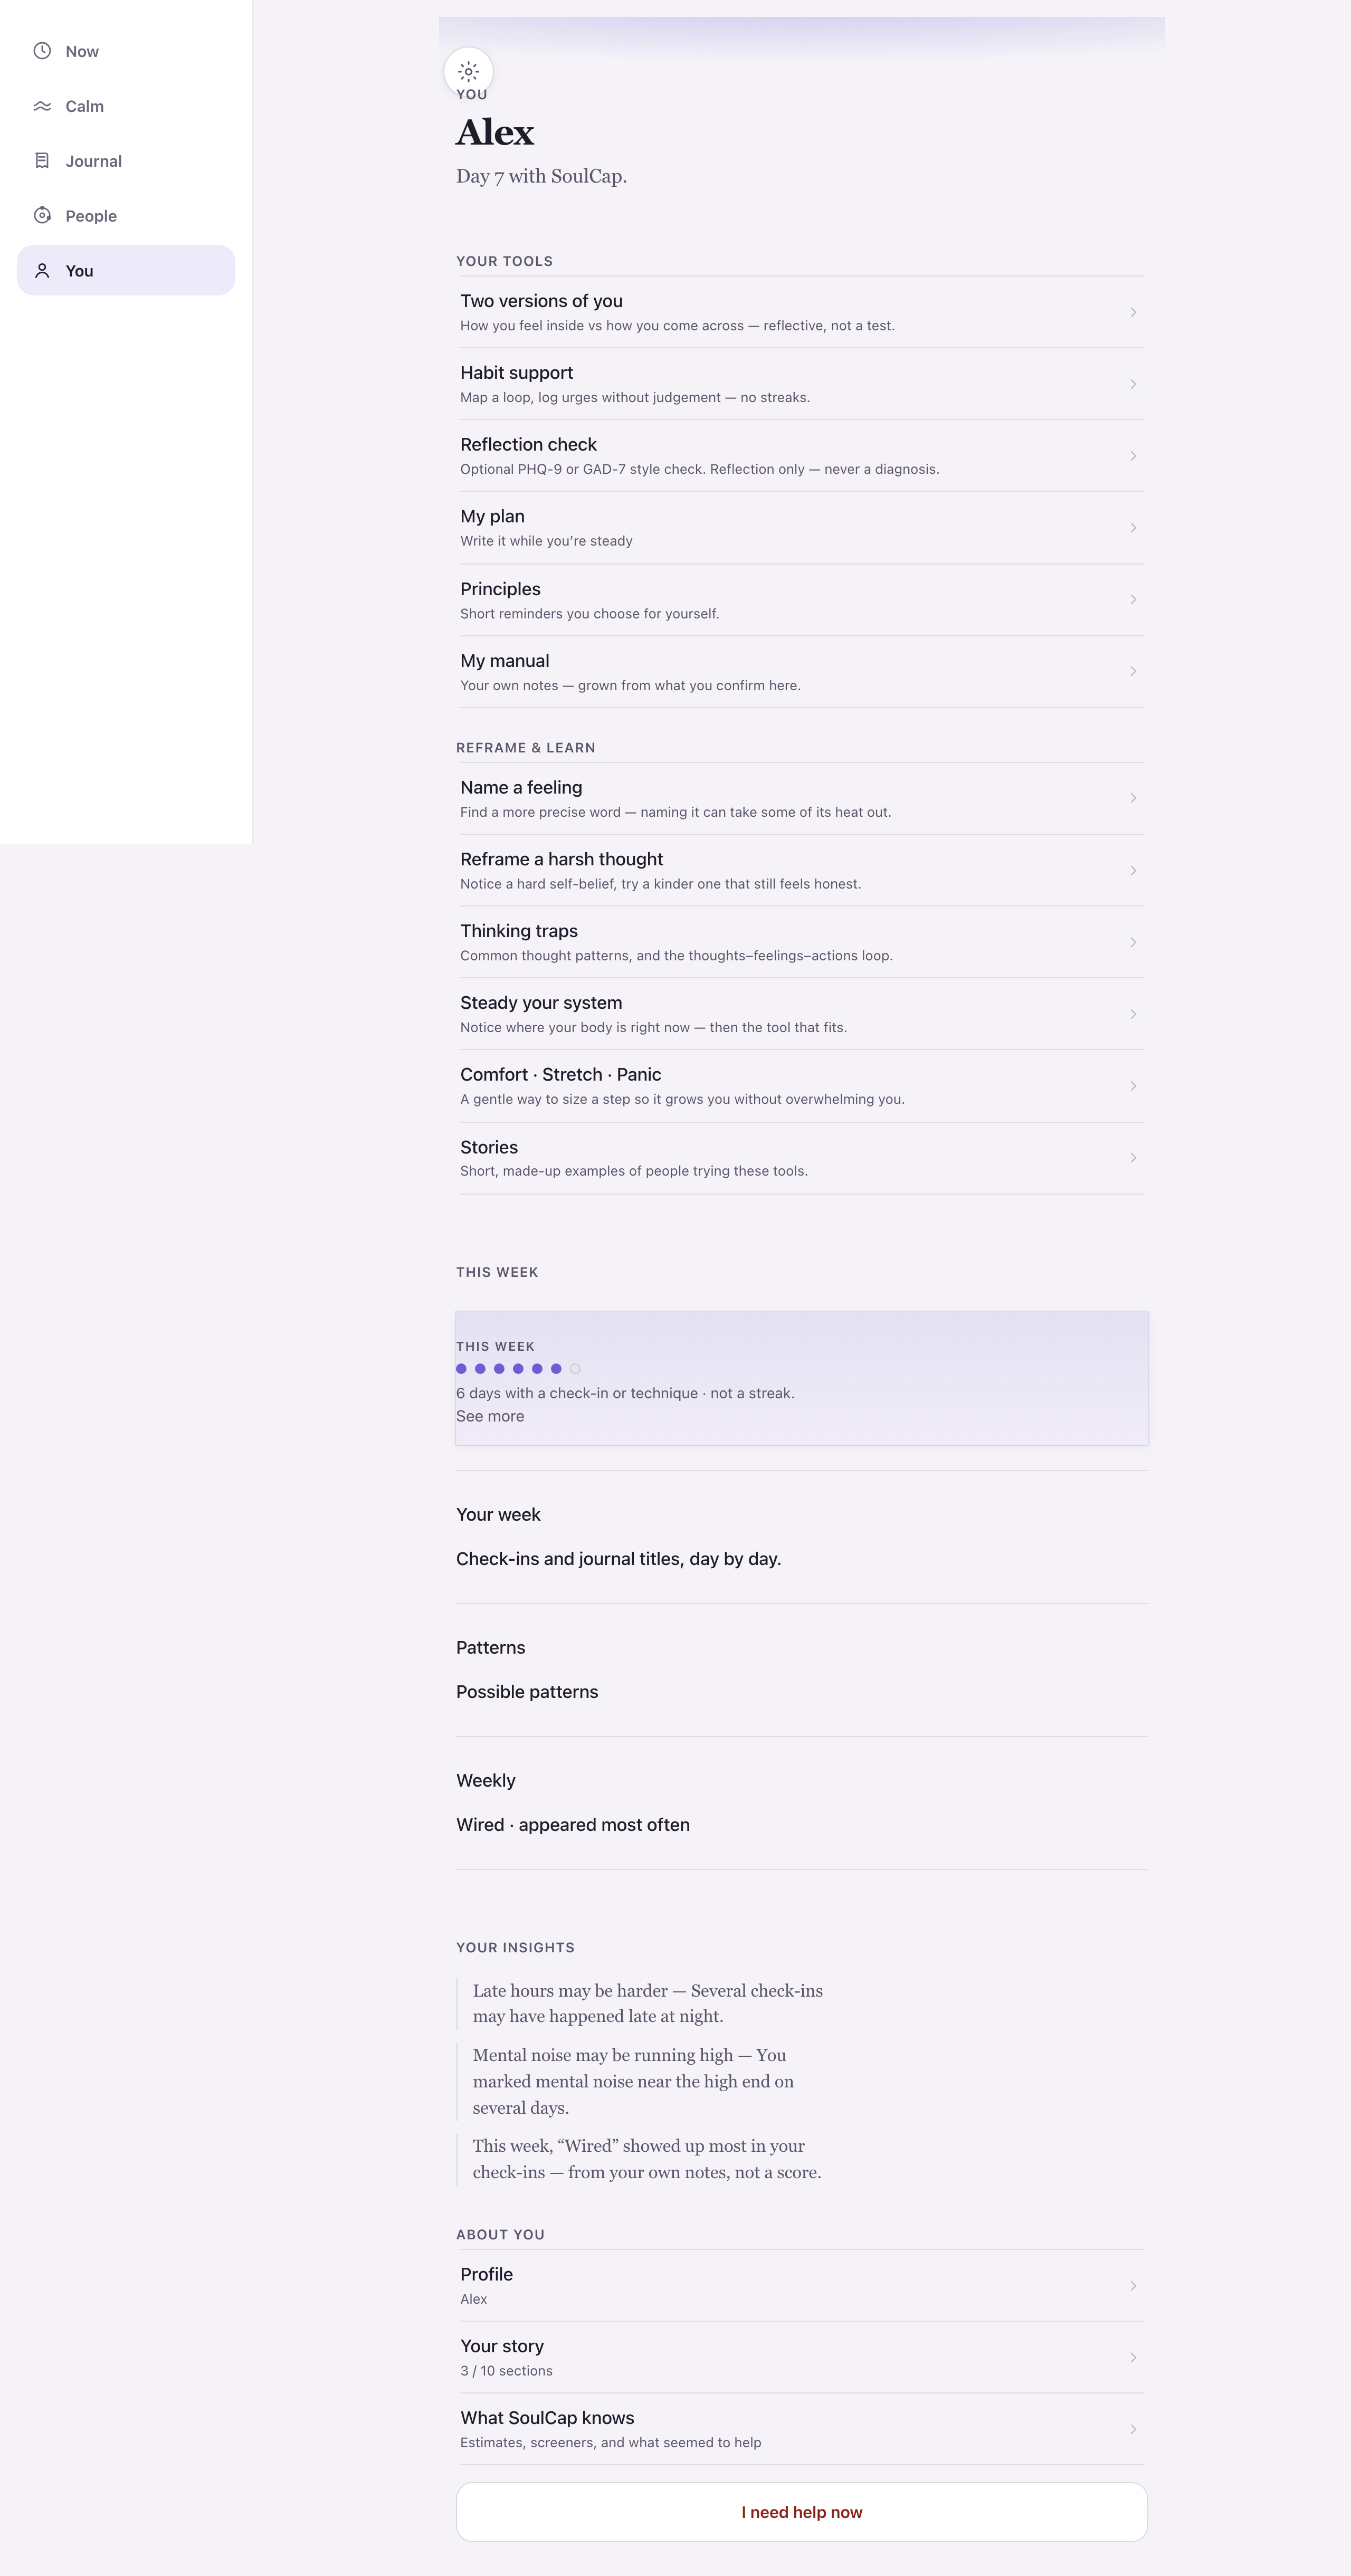 Now
Calm
Journal
People
You
YOU
Alex
Day 7 with SoulCap.
YOUR TOOLS
Two versions of you
How you feel inside vs how you come across — reflective, not a test.
Habit support
Map a loop, log urges without judgement — no streaks.
Reflection check
Optional PHQ-9 or GAD-7 style check. Reflection only — never a diagnosis.
My plan
Write it while you’re steady
Principles
Short reminders you choose for yourself.
My manual
Your own notes — grown from what you confirm here.
REFRAME & LEARN
Name a feeling
Find a more precise word — naming it can take some of its heat out.
Reframe a harsh thought
Notice a hard self-belief, try a kinder one that still feels honest.
Thinking traps
Common thought patterns, and the thoughts–feelings–actions loop.
Steady your system
Notice where your body is right now — then the tool that fits.
Comfort · Stretch · Panic
A gentle way to size a step so it grows you without overwhelming you.
Stories
Short, made-up examples of people trying these tools.
THIS WEEK
THIS WEEK
6 days with a check-in or technique · not a streak.
See more
Your week
Check-ins and journal titles, day by day.
Patterns
Possible patterns
Weekly
Wired · appeared most often
YOUR INSIGHTS
Late hours may be harder — Several check-ins
may have happened late at night.
Mental noise may be running high — You
marked mental noise near the high end on
several days.
This week, “Wired” showed up most in your
check-ins — from your own notes, not a score.
ABOUT YOU
Profile
Alex
Your story
3 / 10 sections
What SoulCap knows
Estimates, screeners, and what seemed to help
I need help now